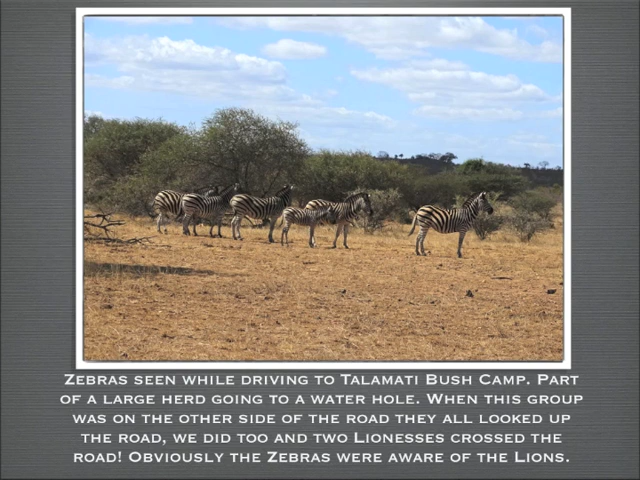 Zebras seen while driving to Talamati Bush Camp. Part
of a large herd going to a water hole. When this group
was on the other side of the road they all looked up
the road, we did too and two Lionesses crossed the
road! Obviously the Zebras were aware of the Lions.